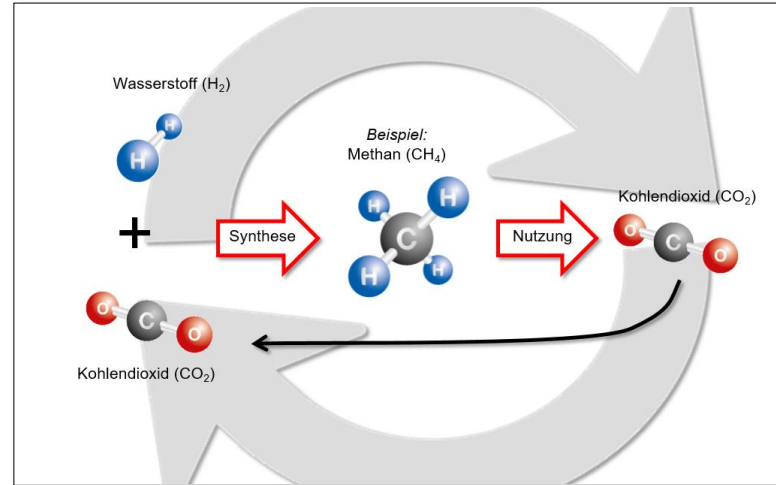 Wasserstoff (H₂)
H
H
+
Kohlendioxid (CO₂)
O
C
O
Synthese
Beispiel:
Methan (CH₄)
H
H
C
H
H
Nutzung
Kohlendioxid (CO₂)
O
C
O